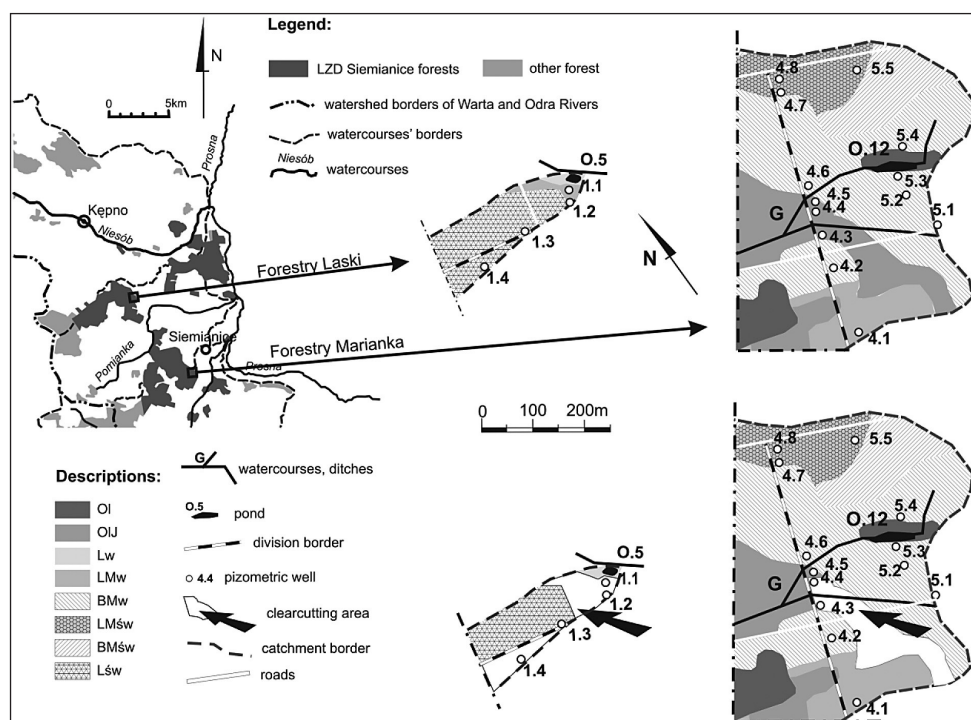 Legend:
LZD Siemianice forests
other forest
watershed borders of Warta and Odra Rivers
watercourses' borders
Niesób
watercourses
N
0 5km
Prosna
Kępno
Niesób
Forestry Laski
Siemianice
Forestry Marianka
Pomianka
Prosna
O.5
1.1
1.2
1.3
1.4
N
0 100 200m
4.8
5.5
4.7
5.4
O.12
4.6
5.3
4.5
5.2
4.4
G
5.1
4.3
4.2
4.1
Descriptions:
Ol
OlJ
Lw
LMw
BMw
LMśw
BMśw
Lśw
G
watercourses, ditches
O.5
pond
division border
4.4
pizometric well
clearcutting area
catchment border
roads
O.5
1.1
1.2
1.3
1.4
4.8
5.5
4.7
5.4
O.12
4.6
5.3
4.5
5.2
4.4
G
5.1
4.3
4.2
4.1